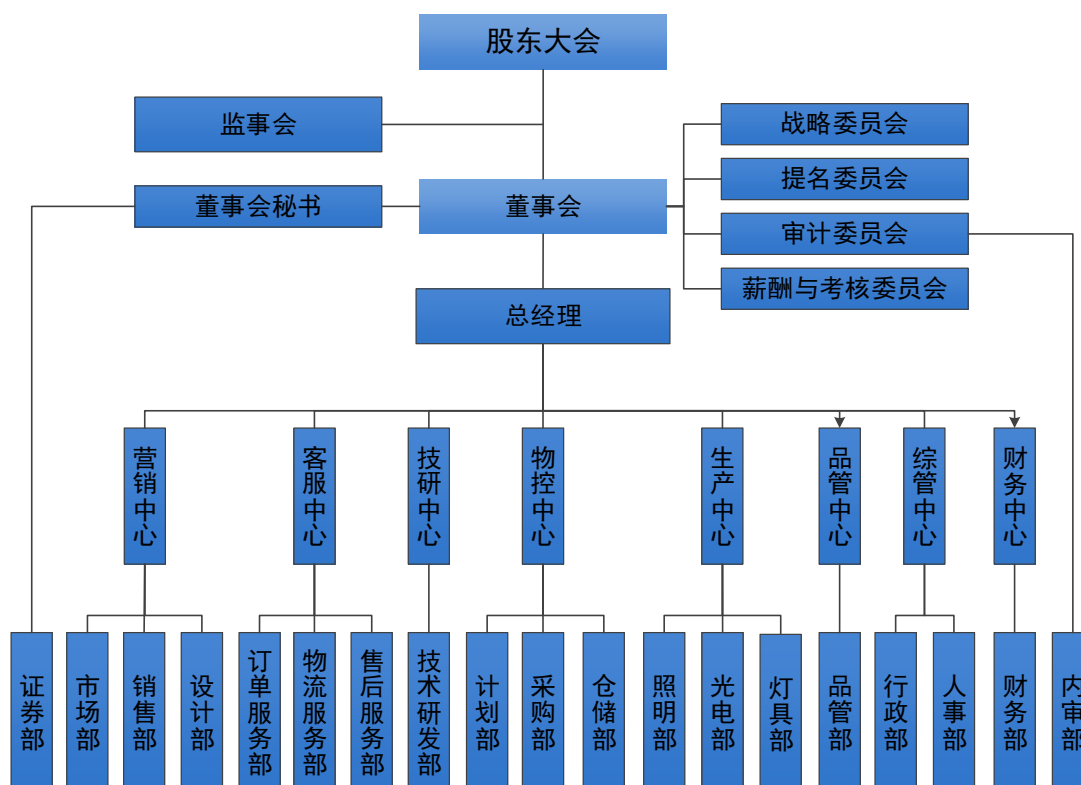 股东大会
监事会
战略委员会
提名委员会
董事会秘书
董事会
审计委员会
薪酬与考核委员会
总经理
营销中心
客服中心
技研中心
物控中心
生产中心
品管中心
综管中心
财务中心
证券部
市场部
销售部
设计部
订单服务部
物流服务部
售后服务部
技术研发部
计划部
采购部
仓储部
照明部
光电部
灯具部
品管部
行政部
人事部
财务部
内审部